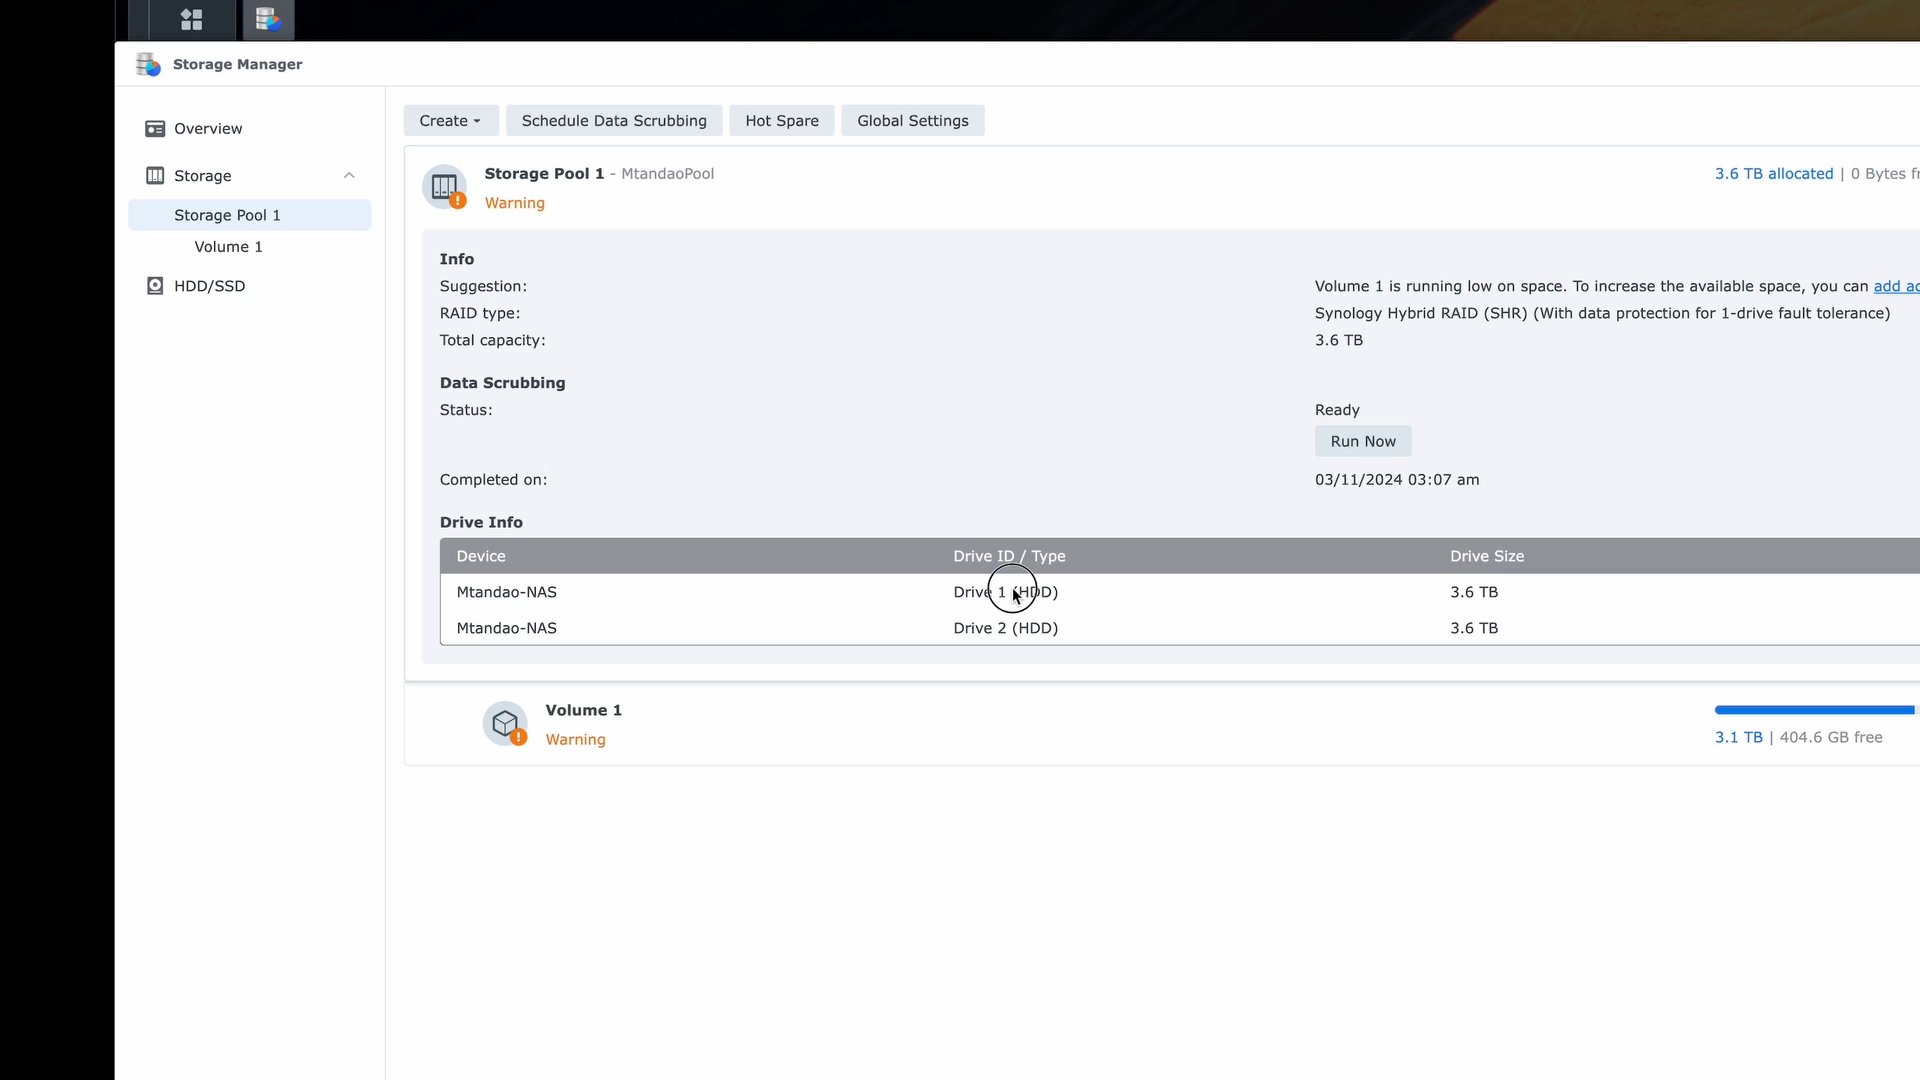 Storage Manager
Overview
Storage
Storage Pool 1
Volume 1
HDD/SSD
Create
Schedule Data Scrubbing
Hot Spare
Global Settings
Storage Pool 1 - MtandaoPool
Warning
3.6 TB allocated | 0 Bytes
Info
Suggestion: Volume 1 is running low on space. To increase the available space, you can add
RAID type: Synology Hybrid RAID (SHR) (With data protection for 1-drive fault tolerance)
Total capacity: 3.6 TB
Data Scrubbing
Status: Ready
Run Now
Completed on: 03/11/2024 03:07 am
Drive Info
Device Drive ID / Type Drive Size
Mtandao-NAS Drive 1 (HDD) 3.6 TB
Mtandao-NAS Drive 2 (HDD) 3.6 TB
Volume 1
Warning
3.1 TB | 404.6 GB free